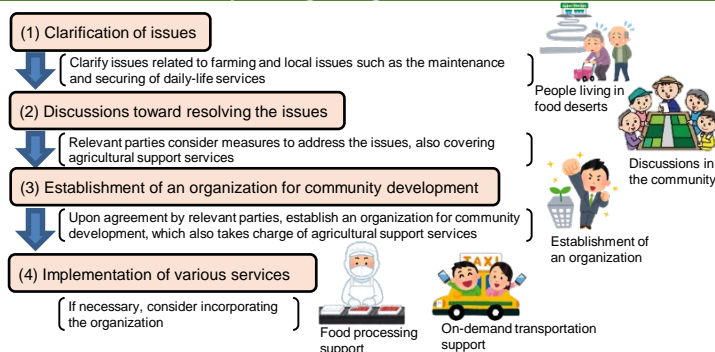 (1) Clarification of issues
Clarify issues related to farming and local issues such as the maintenance
and securing of daily-life services
People living in
food deserts
(2) Discussions toward resolving the issues
Relevant parties consider measures to address the issues, also covering
agricultural support services
Discussions in
the community
(3) Establishment of an organization for community development
Upon agreement by relevant parties, establish an organization for community
development, which also takes charge of agricultural support services
Establishment of
an organization
(4) Implementation of various services
If necessary, consider incorporating
the organization
TAXI
Food processing
support
On-demand transportation
support